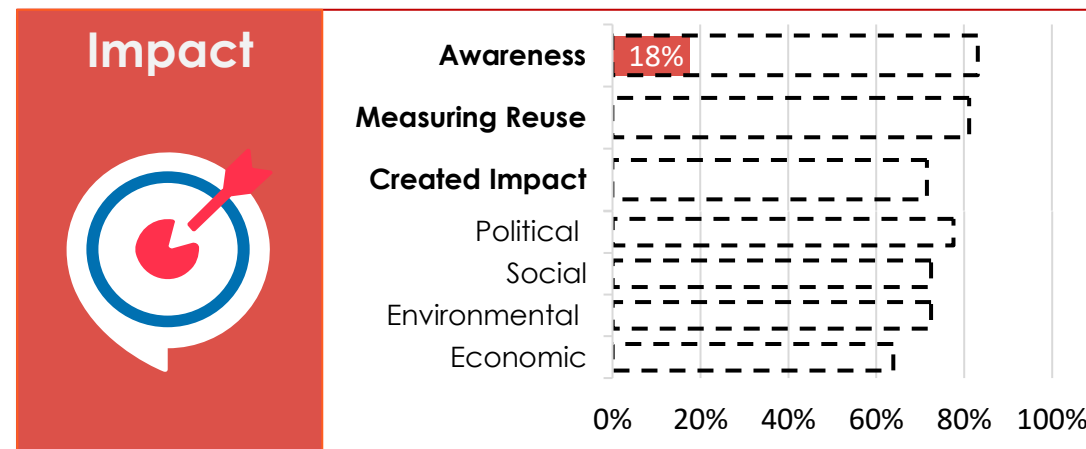 Impact
Awareness
18%
Measuring Reuse
Created Impact
Political
Social
Environmental
Economic
0% 20% 40% 60% 80% 100%